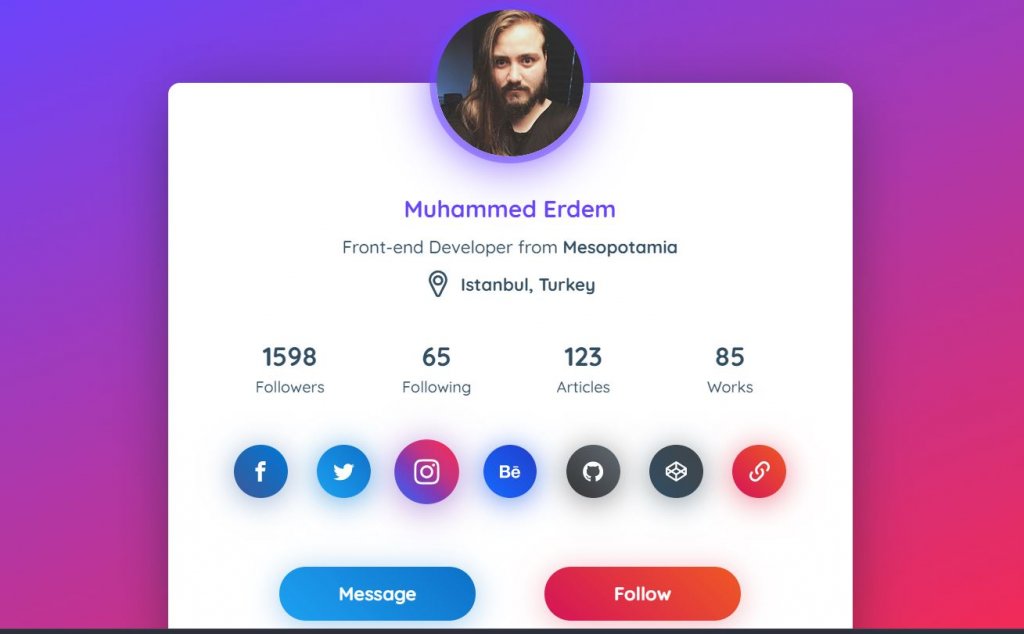 Muhammed Erdem
Front-end Developer from Mesopotamia
Istanbul, Turkey
1598 65 123 85
Followers Following Articles Works
f Bē
Message Follow